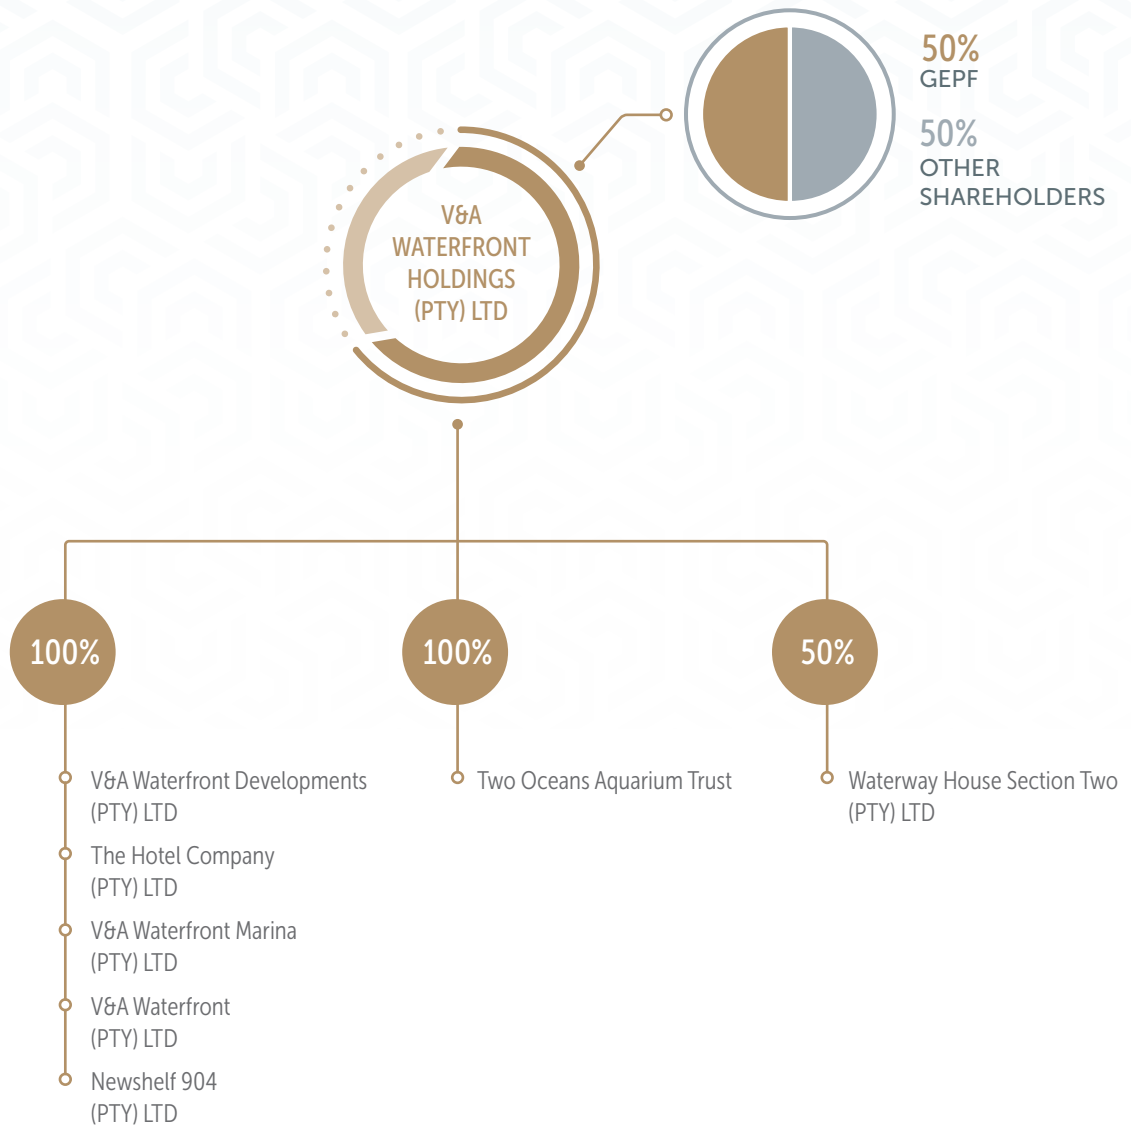 50%
GEPF
50%
OTHER
SHAREHOLDERS
V&A
WATERFRONT
HOLDINGS
(PTY) LTD
100%
100%
50%
V&A Waterfront Developments
(PTY) LTD
The Hotel Company
(PTY) LTD
V&A Waterfront Marina
(PTY) LTD
V&A Waterfront
(PTY) LTD
Newshelf 904
(PTY) LTD
Two Oceans Aquarium Trust
Waterway House Section Two
(PTY) LTD